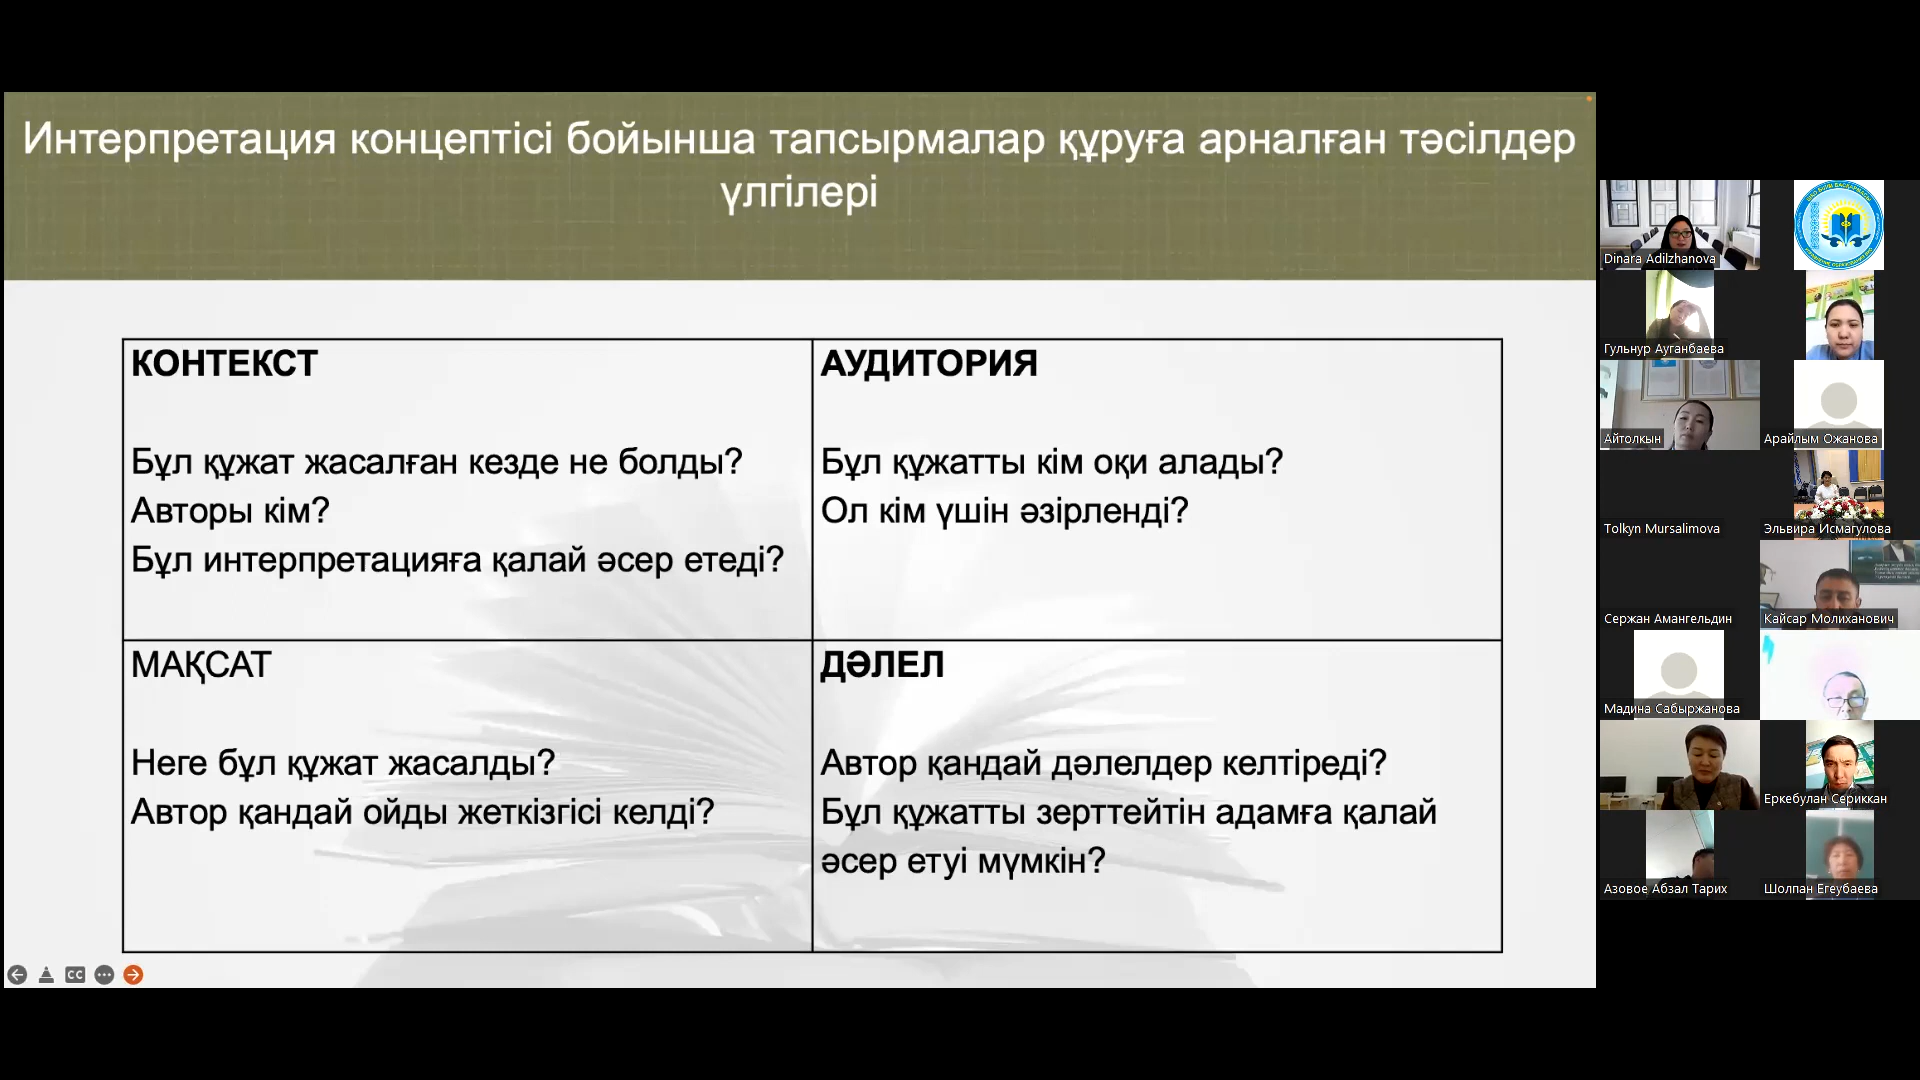 Интерпретация концептісі бойынша тапсырмалар құруға арналған тәсілдер
үлгілері
КОНТЕКСТ
Бұл құжат жасалған кезде не болды?
Авторы кім?
Бұл интерпретацияға қалай әсер етеді?
АУДИТОРИЯ
Бұл құжатты кім оқи алады?
Ол кім үшін әзірленді?
МАҚСАТ
Неге бұл құжат жасалды?
Автор қандай ойды жеткізгісі келді?
ДӘЛЕЛ
Автор қандай дәлелдер келтіреді?
Бұл құжатты зерттейтін адамға қалай
әсер етуі мүмкін?
CC
Dinara Adilzhanova
Гульнур Ауганбаева
Айтолкын
Арайлым Ожанова
Tolkyn Mursalimova
Эльвира Исмагулова
Сержан Амангельдин
Кайсар Молиханович
Мадина Сабыржанова
Еркебулан Сериккан
Азовое Абзал Тарих
Шолпан Егеубаева